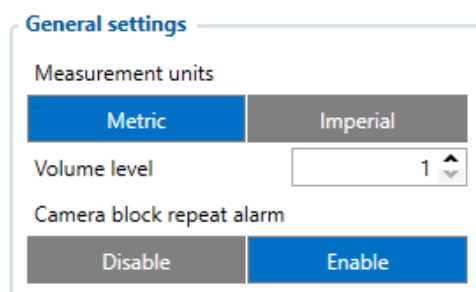 General settings
Measurement units
Metric Imperial
Volume level 1
Camera block repeat alarm
Disable Enable